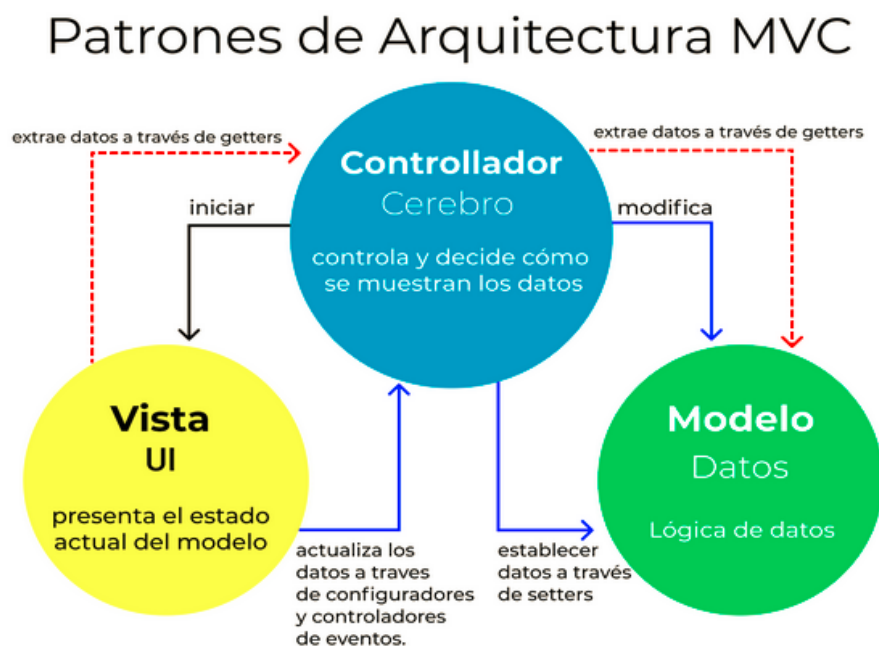 Patrones de Arquitectura MVC
extrae datos a través de getters
extrae datos a través de getters
Controllador
Cerebro
controla y decide cómo
se muestran los datos
iniciar
modifica
Vista
UI
presenta el estado
actual del modelo
Modelo
Datos
Lógica de datos
actualiza los
datos a traves
de configuradores
y controladores
de eventos.
establecer
datos a través
de setters